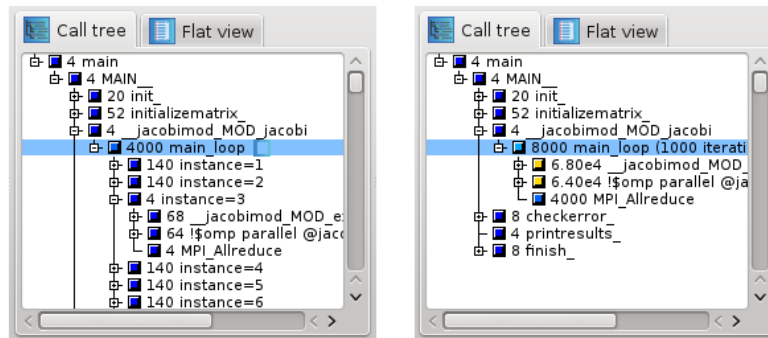 Call tree
Flat view
4 main
4 MAIN__
20 init_
52 initializematrix_
4 __jacobimod_MOD_jacobi
4000 main_loop
140 instance=1
140 instance=2
4 instance=3
68 __jacobimod_MOD_e
64 !$omp parallel @jac
4 MPI_Allreduce
140 instance=4
140 instance=5
140 instance=6
Call tree
Flat view
4 main
4 MAIN__
20 init_
52 initializematrix_
4 __jacobimod_MOD_jacobi
8000 main_loop (1000 iterati
6.80e4 __jacobimod_MOD_
6.40e4 !$omp parallel @ja
4000 MPI_Allreduce
8 checkerror_
4 printresults_
8 finish_